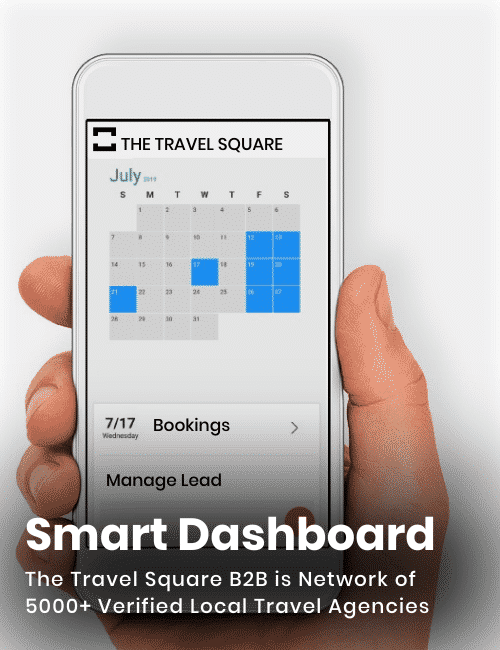 THE TRAVEL SQUARE
July 2019
S M T W T F S
1 2 3 4 5 6
7 8 9 10 11 12 13
14 15 16 17 18 19 20
21 22 23 24 25 26 27
28 29 30 31
7/17 Bookings
Wednesday
Manage Lead
Smart Dashboard
The Travel Square B2B is Network of
5000+ Verified Local Travel Agencies